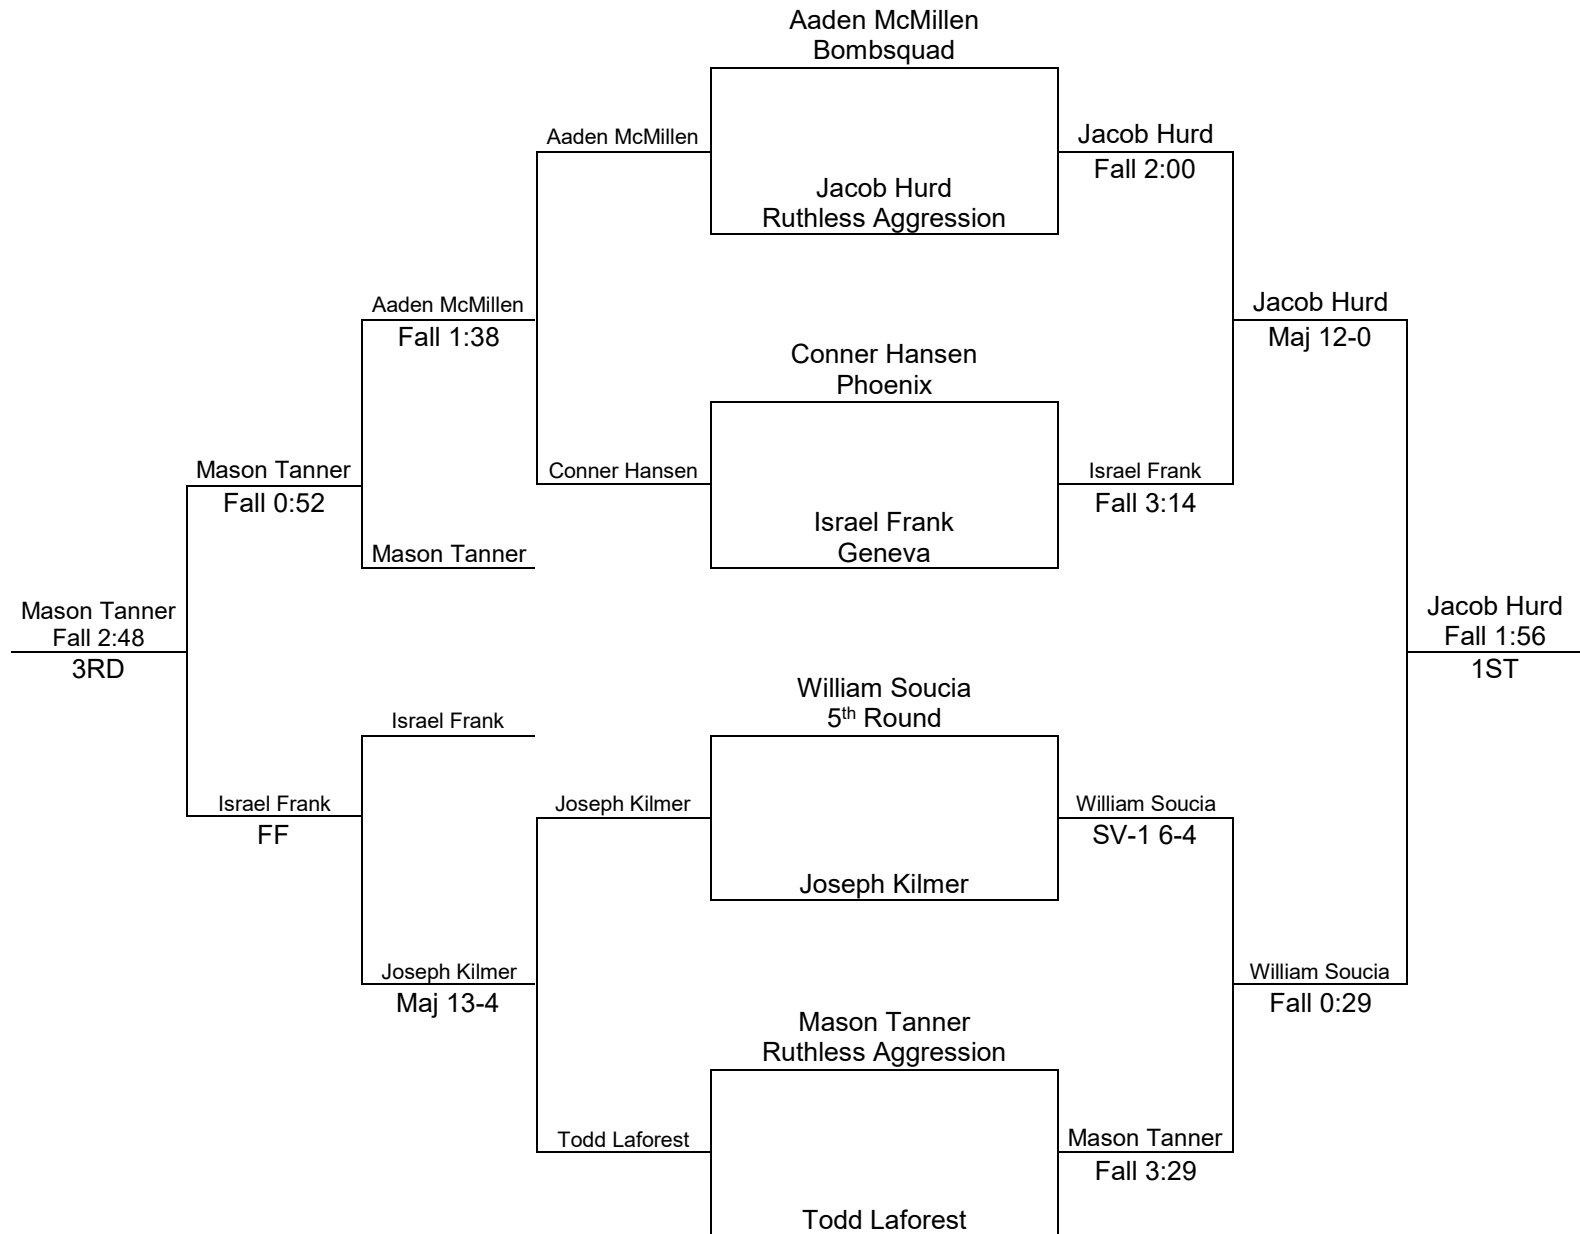 Aaden McMillen
Bombsquad
Aaden McMillen
Jacob Hurd
Fall 2:00
Jacob Hurd
Ruthless Aggression
Aaden McMillen
Fall 1:38
Jacob Hurd
Maj 12-0
Conner Hansen
Phoenix
Mason Tanner
Fall 0:52
Conner Hansen
Israel Frank
Fall 3:14
Israel Frank
Geneva
Mason Tanner
Mason Tanner
Fall 2:48
3RD
Jacob Hurd
Fall 1:56
1ST
William Soucia
5th Round
Israel Frank
Israel Frank
FF
Joseph Kilmer
William Soucia
SV-1 6-4
Joseph Kilmer
Joseph Kilmer
Maj 13-4
William Soucia
Fall 0:29
Mason Tanner
Ruthless Aggression
Todd Laforest
Mason Tanner
Fall 3:29
Todd Laforest